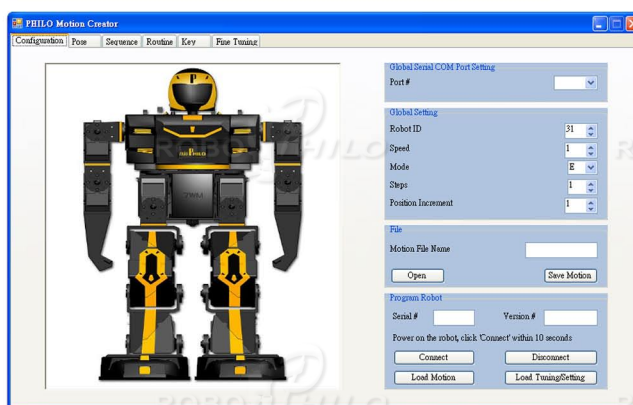 PHILO Motion Creator
Configuration Pose Sequence Routine Key Fine Tuning
Global Serial COM Port Setting
Port #
Global Setting
Robot ID 31
Speed 1
Mode E
Steps 1
Position Increment 1
File
Motion File Name
Open Save Motion
Program Robot
Serial # Version #
Power on the robot, click 'Connect' within 10 seconds
Connect Disconnect
Load Motion Load Tuning/Setting
P